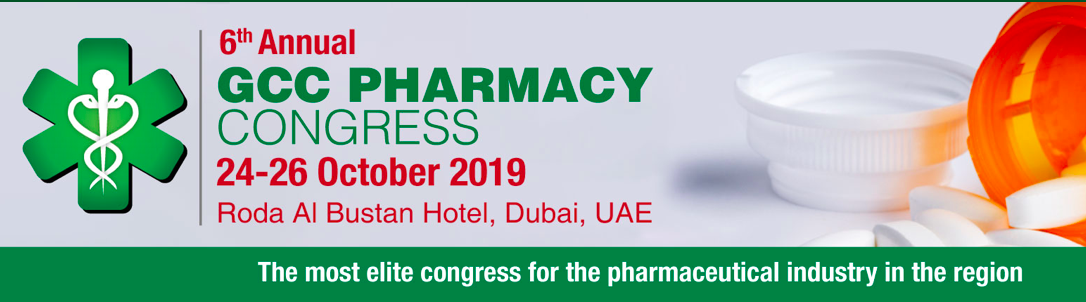 6th Annual
GCC PHARMACY
CONGRESS
24-26 October 2019
Roda Al Bustan Hotel, Dubai, UAE
The most elite congress for the pharmaceutical industry in the region